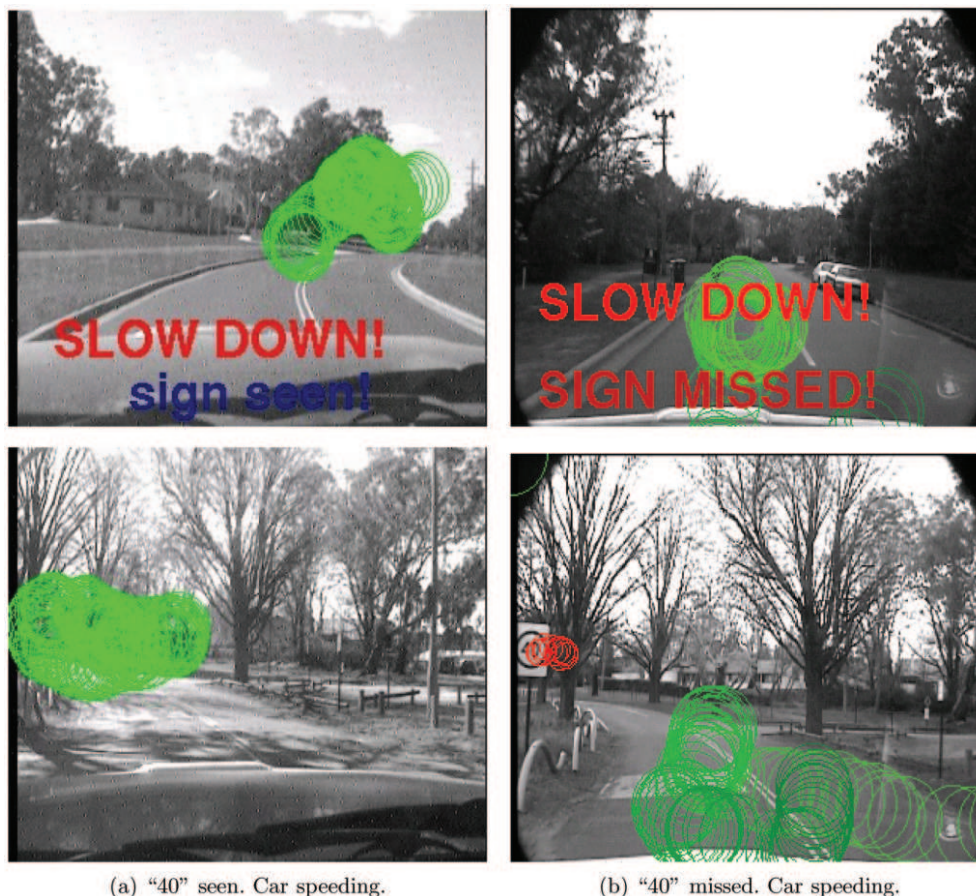 SLOW DOWN!
sign seen!
SLOW DOWN!
SIGN MISSED!
(a) “40” seen. Car speeding.
(b) “40” missed. Car speeding.